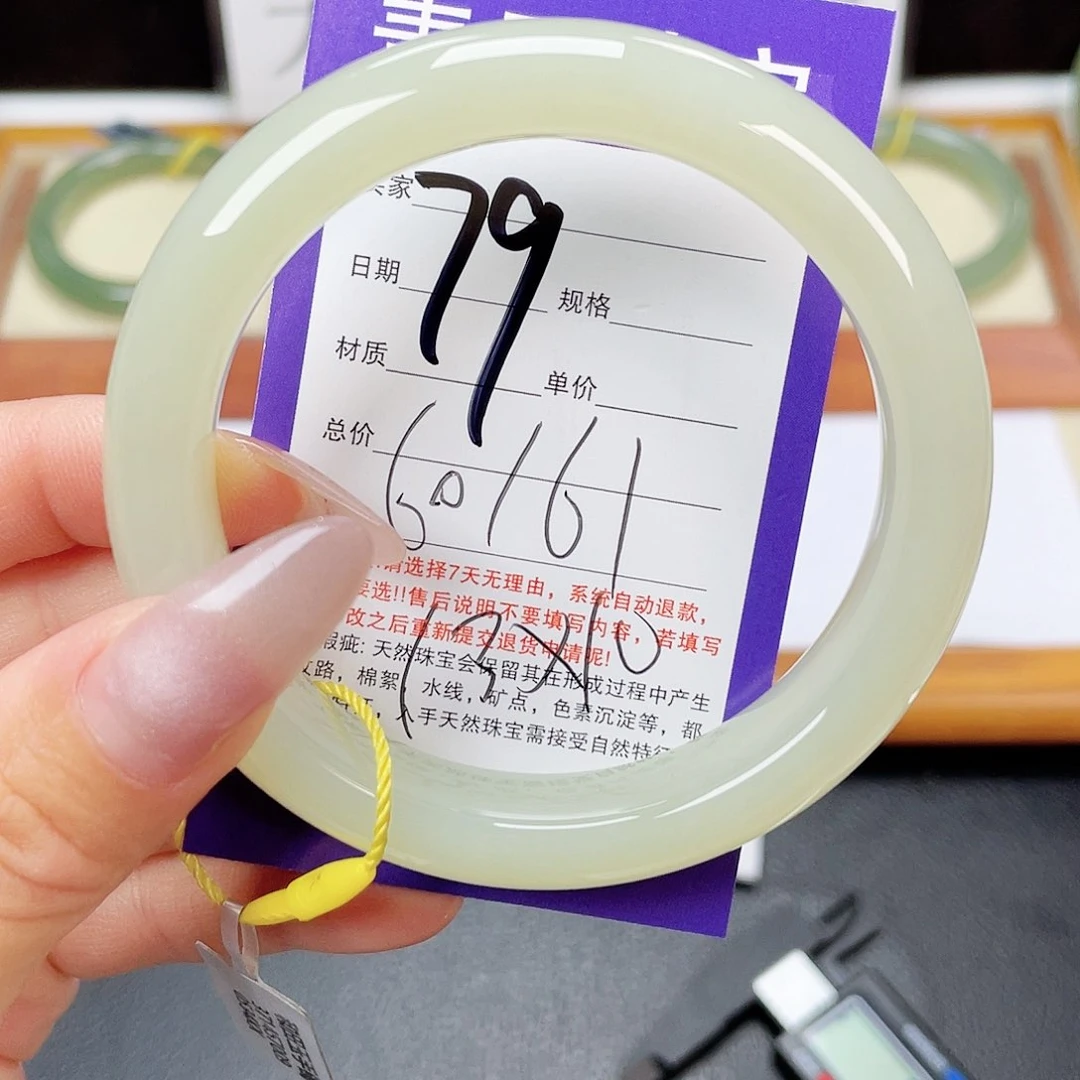 家 79
日期 规格
材质 单价
总价
60/61
请选择7天无理由，系统自动退款，
要选!!售后说明不要填写内容，若填写
改之后重新提交退货申请呢!
13X10
瑕疵: 天然珠宝会保留其在形成过程中产生
纹路，棉絮，水线，矿点，色素沉淀等，都
手天然珠宝需接受自然特征